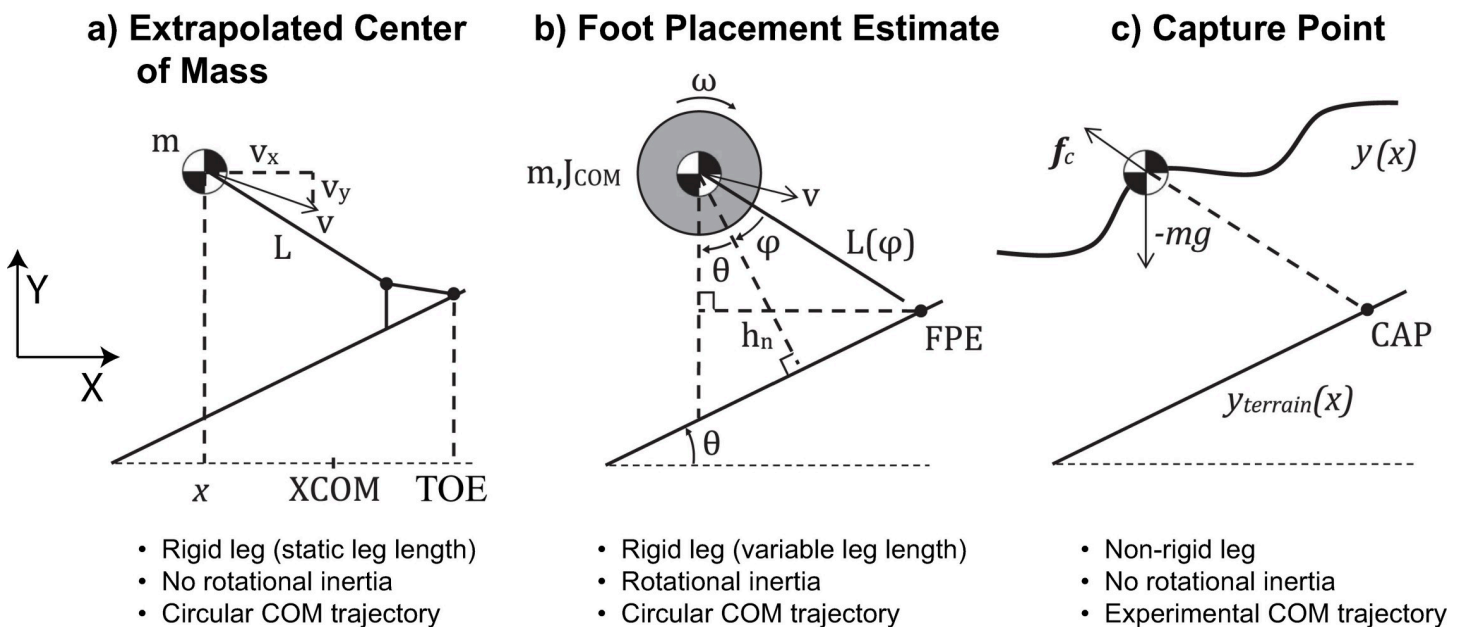 a) Extrapolated Center
of Mass
m
vx
vy
v
L
Y
X
x
XCOM
TOE
• Rigid leg (static leg length)
• No rotational inertia
• Circular COM trajectory
b) Foot Placement Estimate
ω
m,JCOM
v
φ
θ
L(φ)
hn
FPE
θ
• Rigid leg (variable leg length)
• Rotational inertia
• Circular COM trajectory
c) Capture Point
fc
y(x)
-mg
CAP
yterrain(x)
• Non-rigid leg
• No rotational inertia
• Experimental COM trajectory